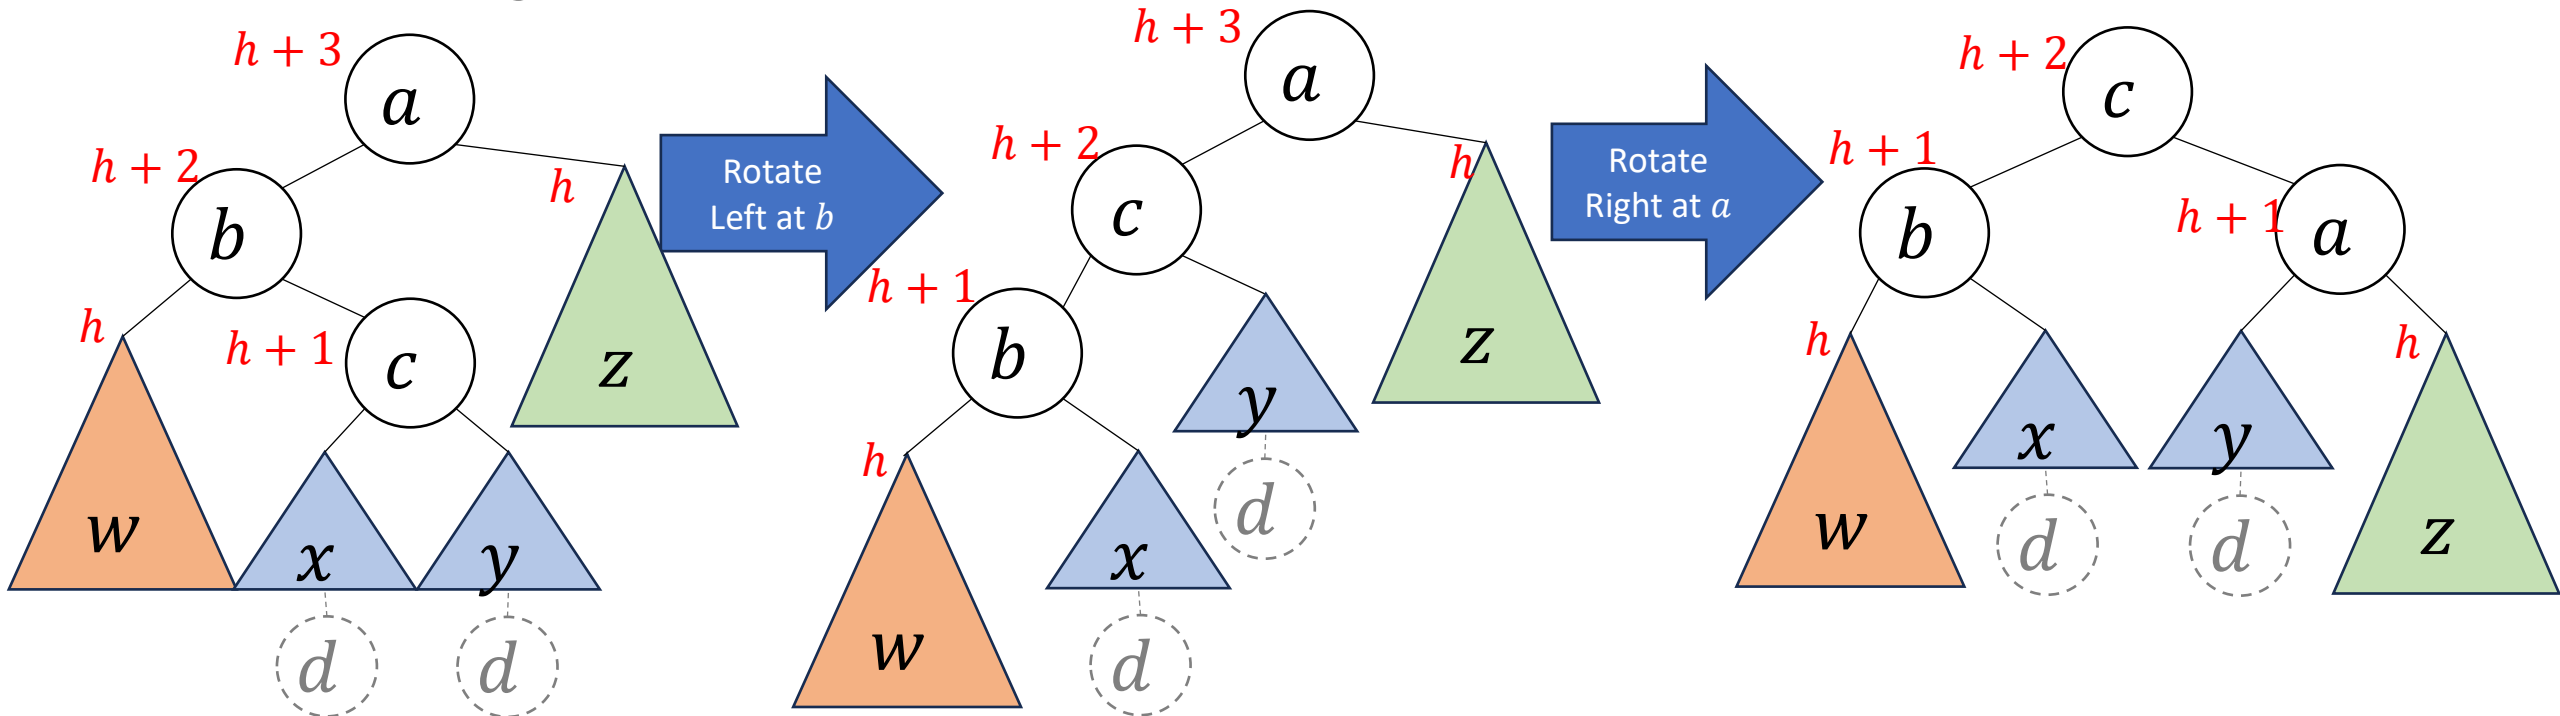 h + 3
a
h + 2
b
h
z
h
h + 1
c
w
x
y
d
d
Rotate
Left at b
h + 3
a
h + 2
c
h
z
h + 1
b
y
d
h
w
x
d
Rotate
Right at a
h + 2
c
h + 1
b
h + 1
a
h
w
x
d
y
d
h
z